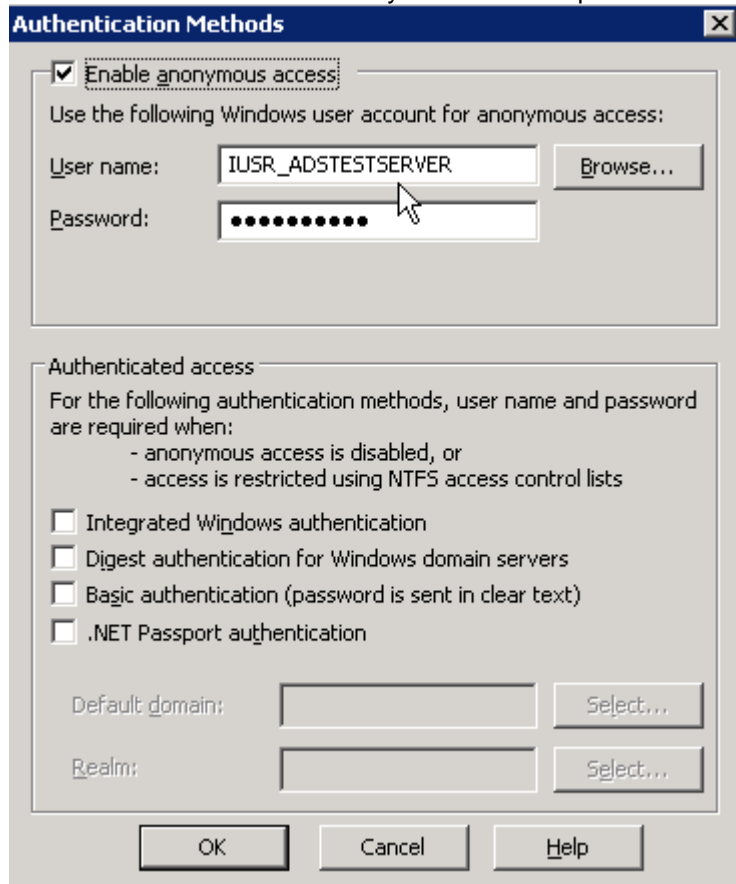 Authentication Methods
Enable anonymous access
Use the following Windows user account for anonymous access:
User name: IUSR_ADSTESTSERVER Browse...
Password: ●●●●●●●●●●
Authenticated access
For the following authentication methods, user name and password
are required when:
- anonymous access is disabled, or
- access is restricted using NTFS access control lists
Integrated Windows authentication
Digest authentication for Windows domain servers
Basic authentication (password is sent in clear text)
.NET Passport authentication
Default domain: Select...
Realm: Select...
OK Cancel Help